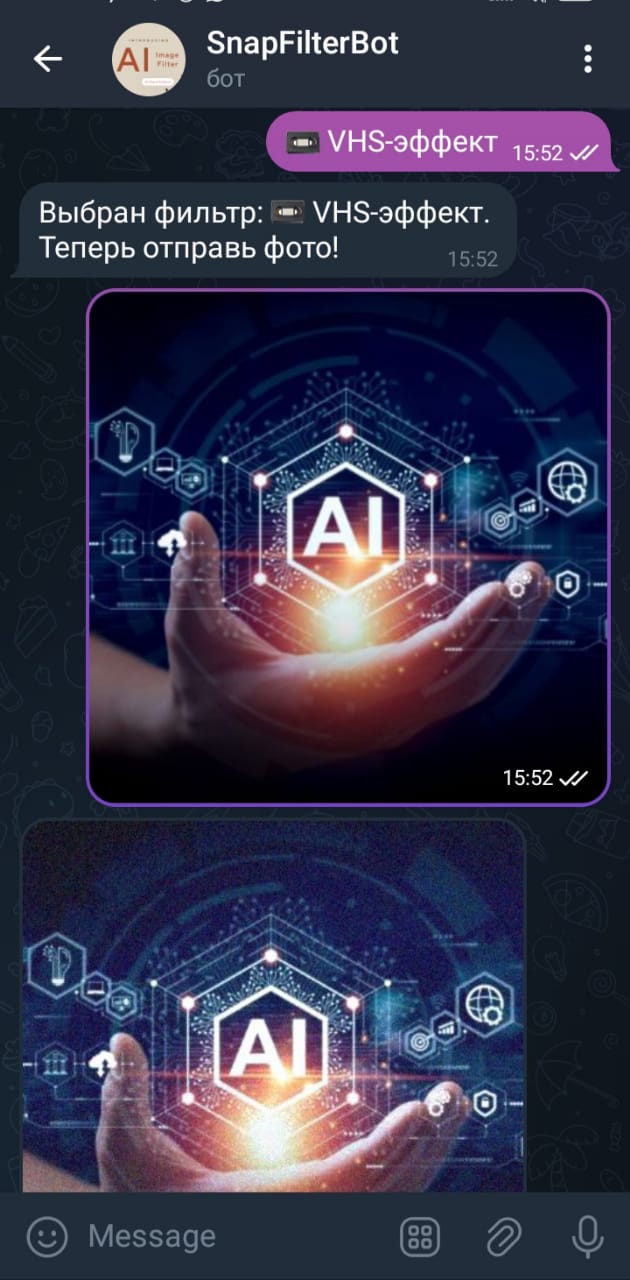 INTRODUCING
AI Image
Filter
SnapFilterBot
бот
📼 VHS-эффект 15:52
Выбран фильтр: 📼 VHS-эффект.
Теперь отправь фото!
15:52
AI
15:52
AI
Message